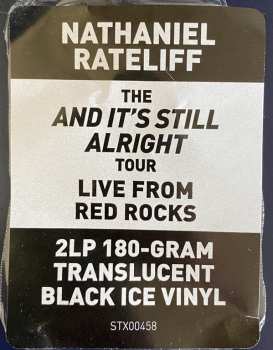 NATHANIEL
RATELIFF
THE
AND IT'S STILL
ALRIGHT
TOUR
LIVE FROM
RED ROCKS
2LP 180-GRAM
TRANSLUCENT
BLACK ICE VINYL
STX00458